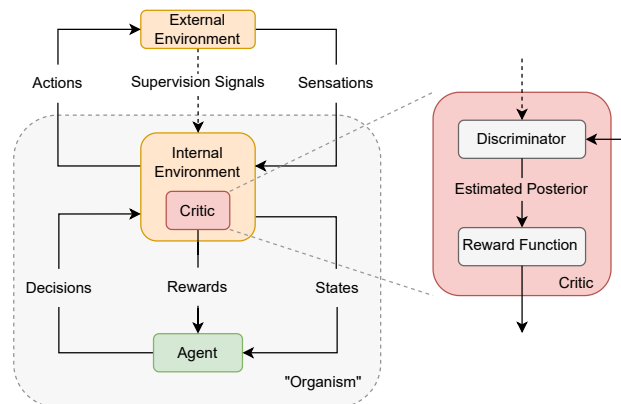 External
Environment
Actions
Supervision Signals
Sensations
Internal
Environment
Critic
Decisions
Rewards
States
Agent
"Organism"
Discriminator
Estimated Posterior
Reward Function
Critic